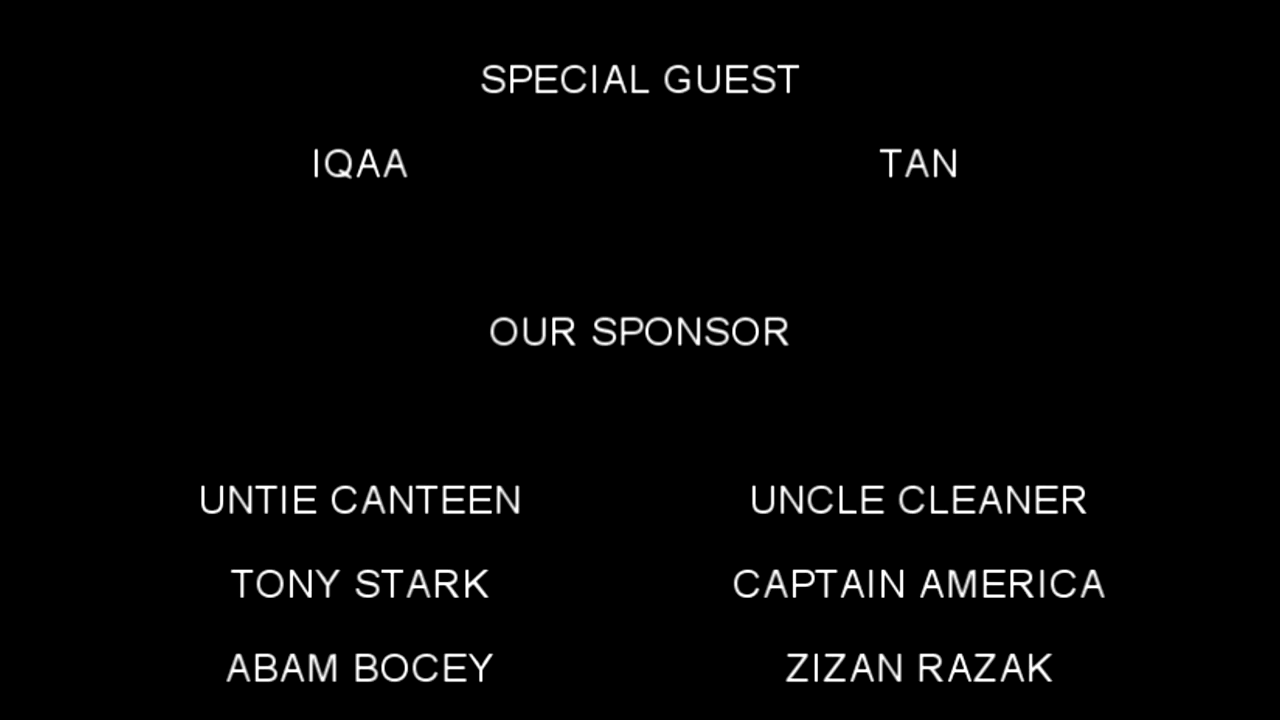 SPECIAL GUEST
IQAA TAN
OUR SPONSOR
UNTIE CANTEEN UNCLE CLEANER
TONY STARK CAPTAIN AMERICA
ABAM BOCEY ZIZAN RAZAK